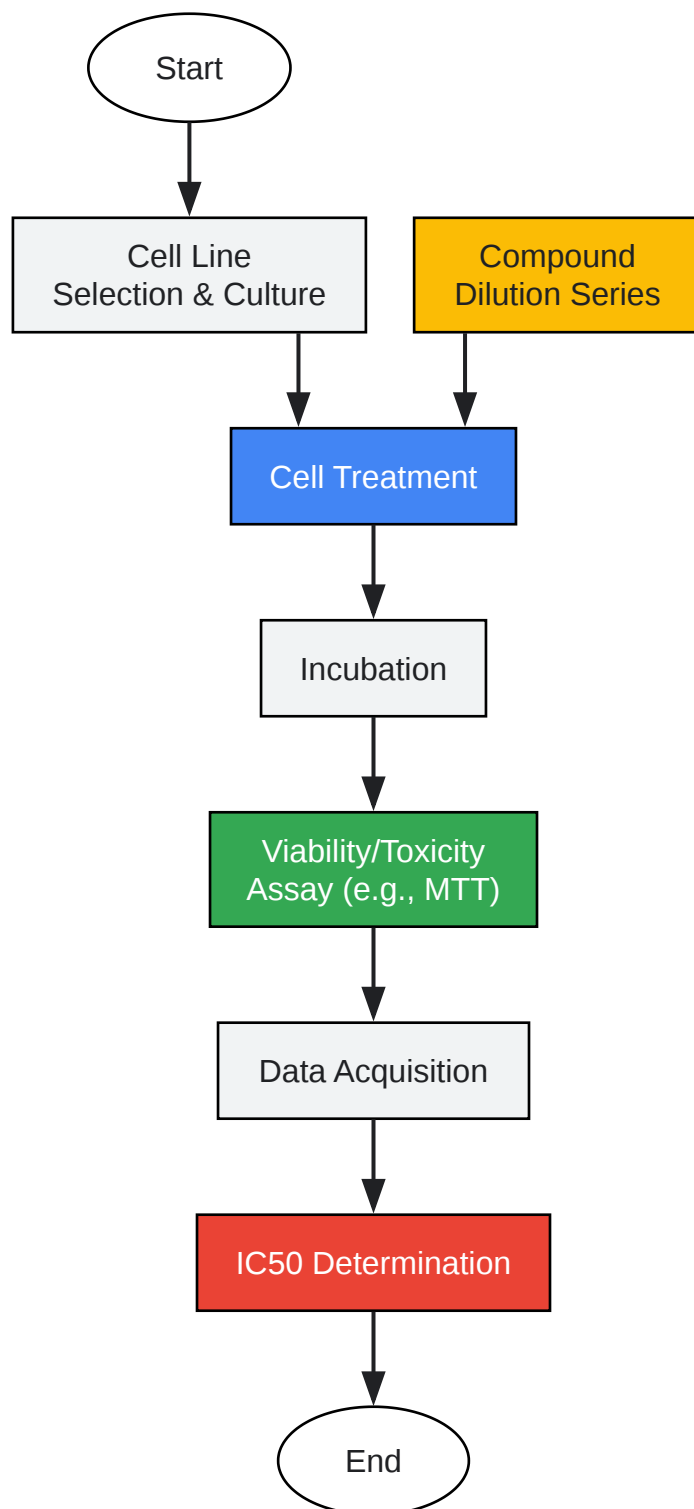 Start
Cell Line
Selection & Culture
Compound
Dilution Series
Cell Treatment
Incubation
Viability/Toxicity
Assay (e.g., MTT)
Data Acquisition
IC50 Determination
End